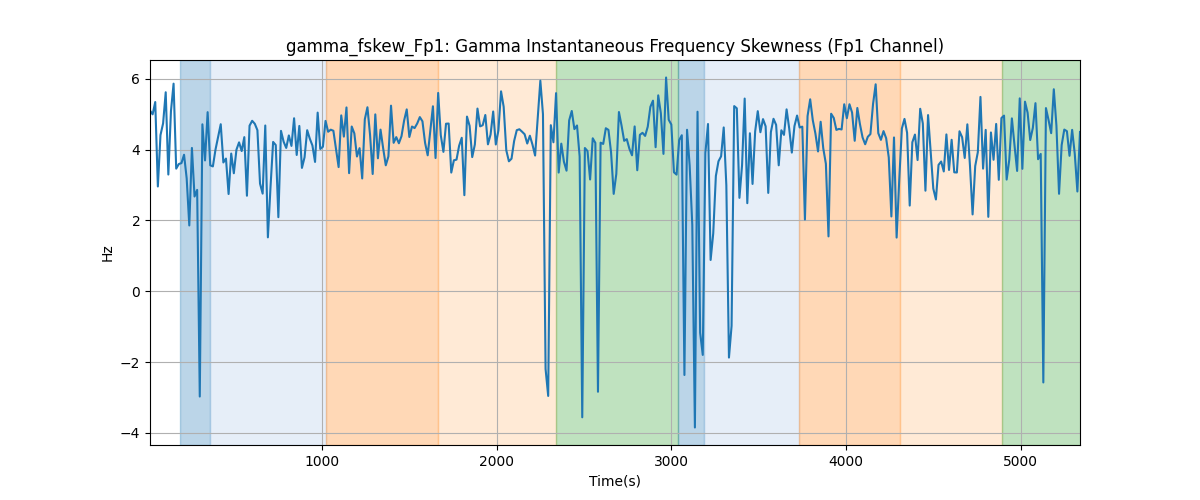 gamma_fskew_Fp1: Gamma Instantaneous Frequency Skewness (Fp1 Channel)
6
4
2
0
−2
−4
Hz
1000 2000 3000 4000 5000
Time(s)